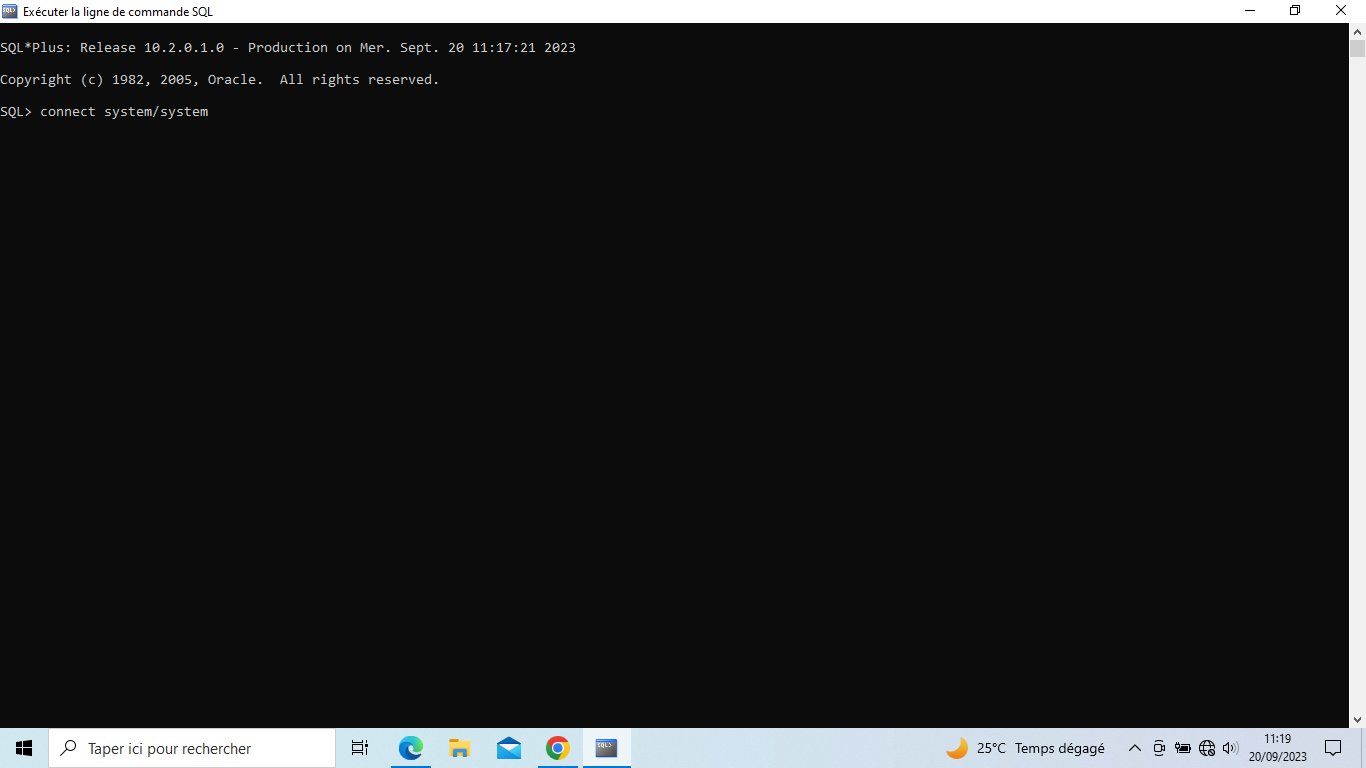 Exécuter la ligne de commande SQL
SQL*Plus: Release 10.2.0.1.0 - Production on Mer. Sept. 20 11:17:21 2023
Copyright (c) 1982, 2005, Oracle.  All rights reserved.
SQL> connect system/system
Taper ici pour rechercher
SQL>
25°C Temps dégagé
11:19
20/09/2023